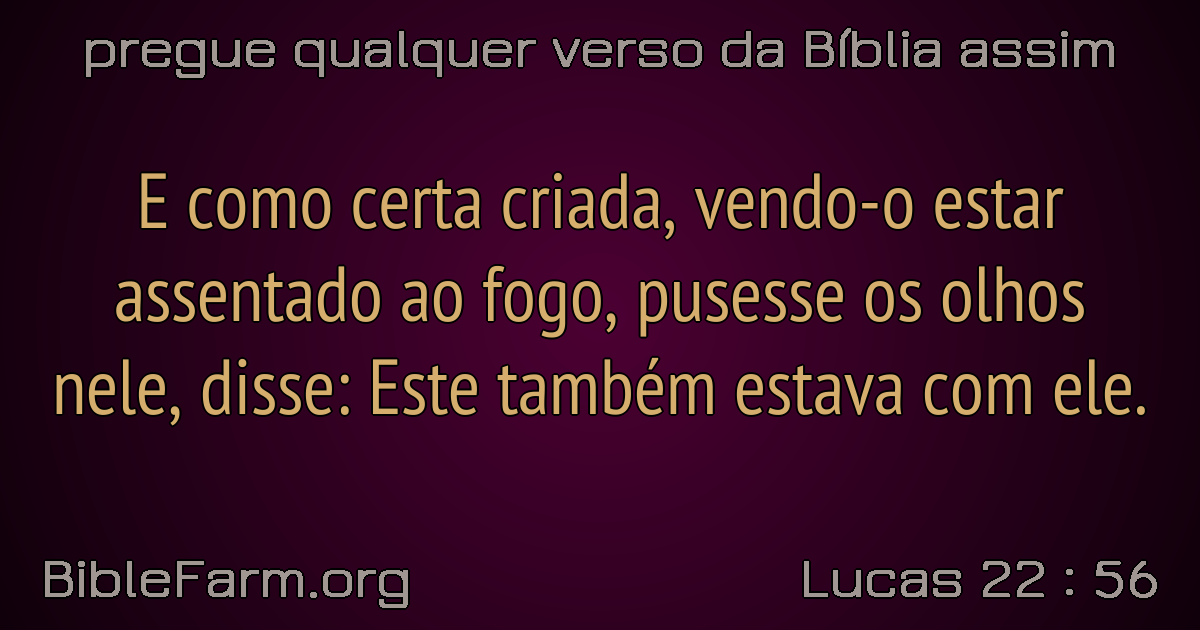 pregue qualquer verso da Bíblia assim
E como certa criada, vendo-o estar
assentado ao fogo, pusesse os olhos
nele, disse: Este também estava com ele.
BibleFarm.org
Lucas 22 : 56